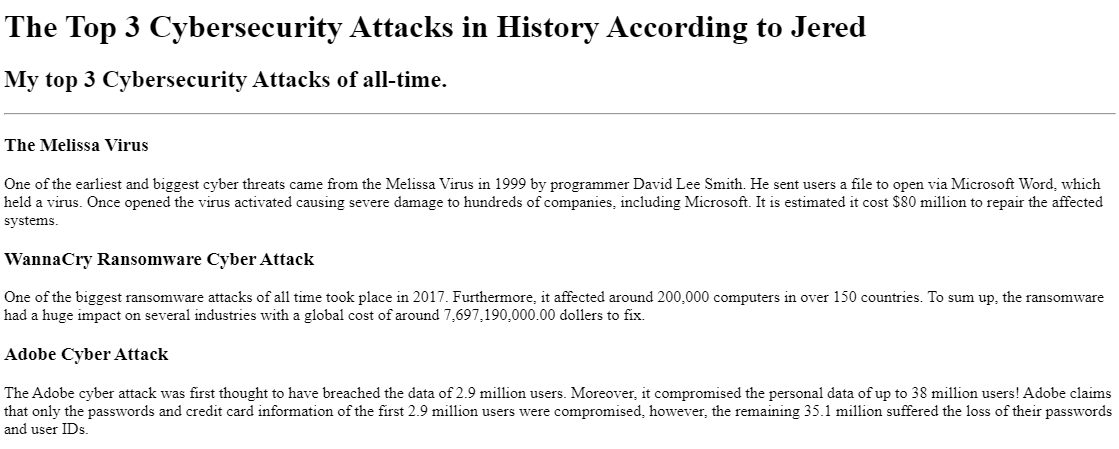 The Top 3 Cybersecurity Attacks in History According to Jered
My top 3 Cybersecurity Attacks of all-time.
The Melissa Virus
One of the earliest and biggest cyber threats came from the Melissa Virus in 1999 by programmer David Lee Smith. He sent users a file to open via Microsoft Word, which
held a virus. Once opened the virus activated causing severe damage to hundreds of companies, including Microsoft. It is estimated it cost $80 million to repair the affected
systems.
WannaCry Ransomware Cyber Attack
One of the biggest ransomware attacks of all time took place in 2017. Furthermore, it affected around 200,000 computers in over 150 countries. To sum up, the ransomware
had a huge impact on several industries with a global cost of around 7,697,190,000.00 dollers to fix.
Adobe Cyber Attack
The Adobe cyber attack was first thought to have breached the data of 2.9 million users. Moreover, it compromised the personal data of up to 38 million users! Adobe claims
that only the passwords and credit card information of the first 2.9 million users were compromised, however, the remaining 35.1 million suffered the loss of their passwords
and user IDs.